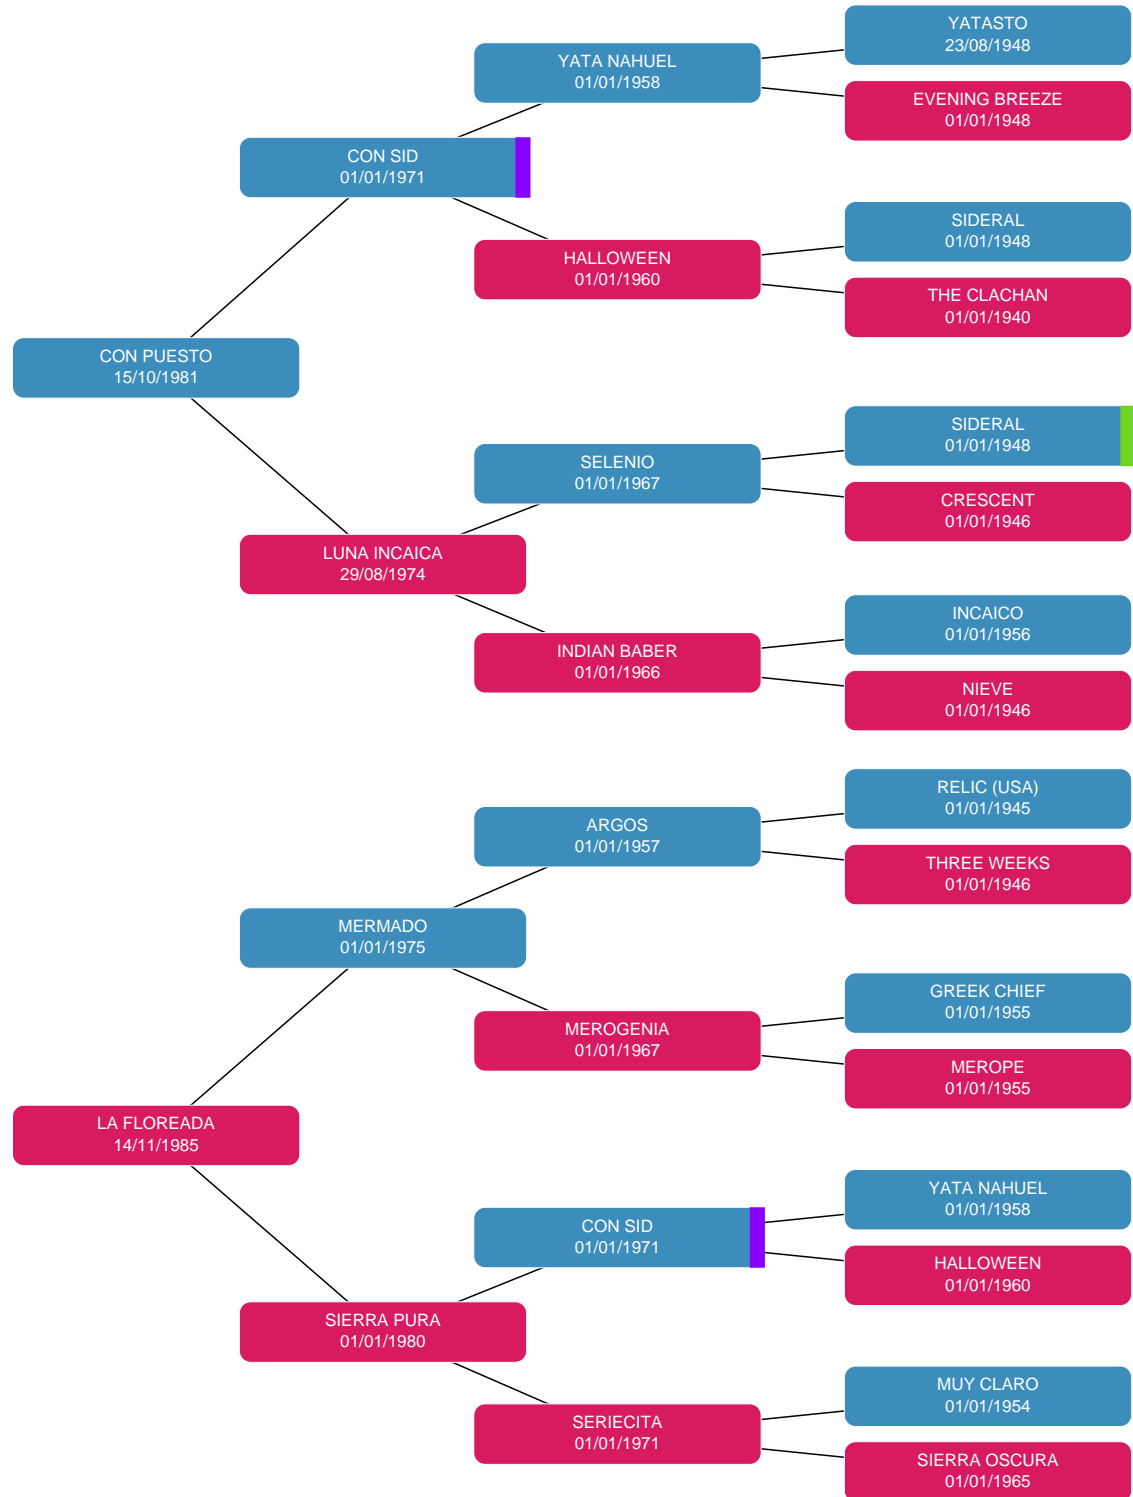 YATASTO
23/08/1948
YATA NAHUEL
01/01/1958
EVENING BREEZE
01/01/1948
CON SID
01/01/1971
SIDERAL
01/01/1948
HALLOWEEN
01/01/1960
THE CLACHAN
01/01/1940
CON PUESTO
15/10/1981
SIDERAL
01/01/1948
SELENIO
01/01/1967
CRESCENT
01/01/1946
LUNA INCAICA
29/08/1974
INCAICO
01/01/1956
INDIAN BABER
01/01/1966
NIEVE
01/01/1946
RELIC (USA)
01/01/1945
ARGOS
01/01/1957
THREE WEEKS
01/01/1946
MERMADO
01/01/1975
GREEK CHIEF
01/01/1955
MEROGENIA
01/01/1967
MEROPE
01/01/1955
LA FLOREADA
14/11/1985
YATA NAHUEL
01/01/1958
CON SID
01/01/1971
HALLOWEEN
01/01/1960
SIERRA PURA
01/01/1980
MUY CLARO
01/01/1954
SERIECITA
01/01/1971
SIERRA OSCURA
01/01/1965